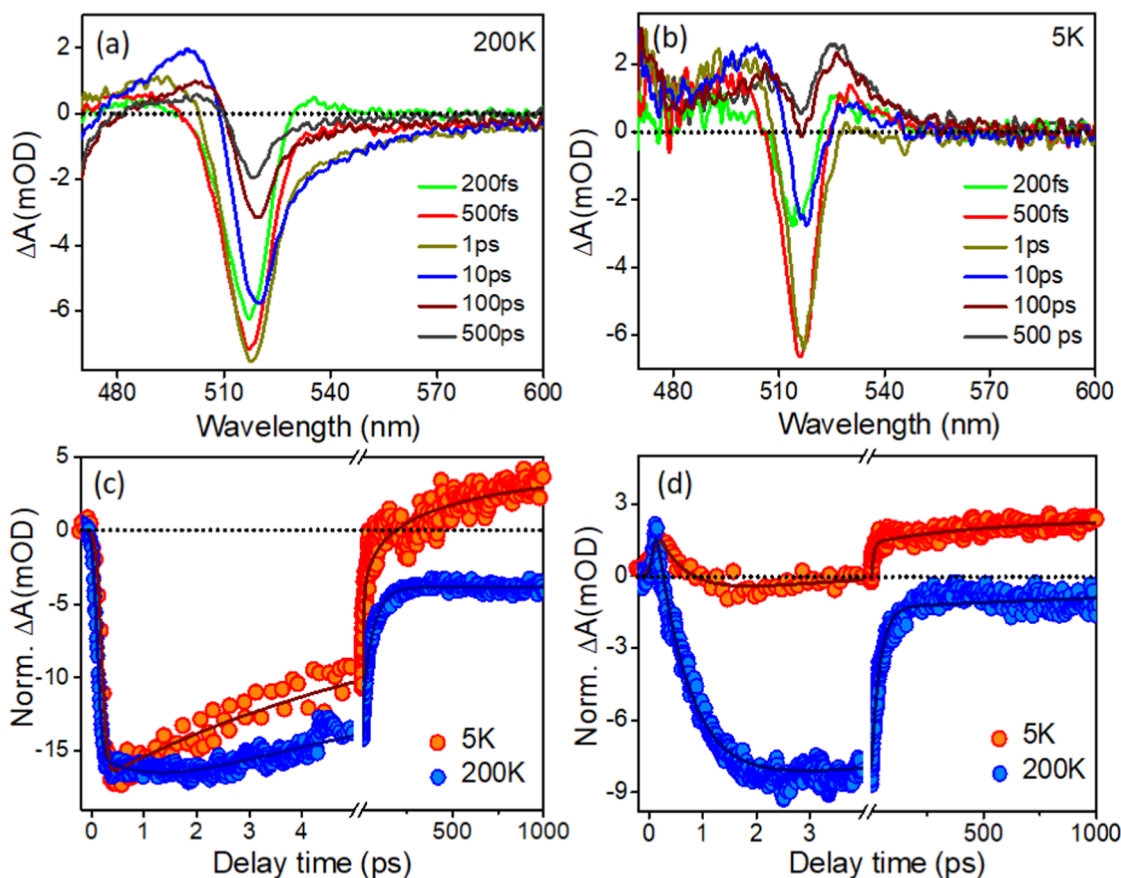 (a)
200K
2
0
-2
-4
-6
ΔA(mOD)
200fs
500fs
1ps
10ps
100ps
500ps
480
510
540
570
600
Wavelength (nm)
(b)
5K
2
0
-2
-4
-6
ΔA(mOD)
200fs
500fs
1ps
10ps
100ps
500 ps
480
510
540
570
600
Wavelength (nm)
(c)
5
0
-5
-10
-15
Norm. ΔA(mOD)
5K
200K
0
1
2
3
4
500
1000
Delay time (ps)
(d)
3
0
-3
-6
-9
Norm. ΔA(mOD)
5K
200K
0
1
2
3
500
1000
Delay time (ps)